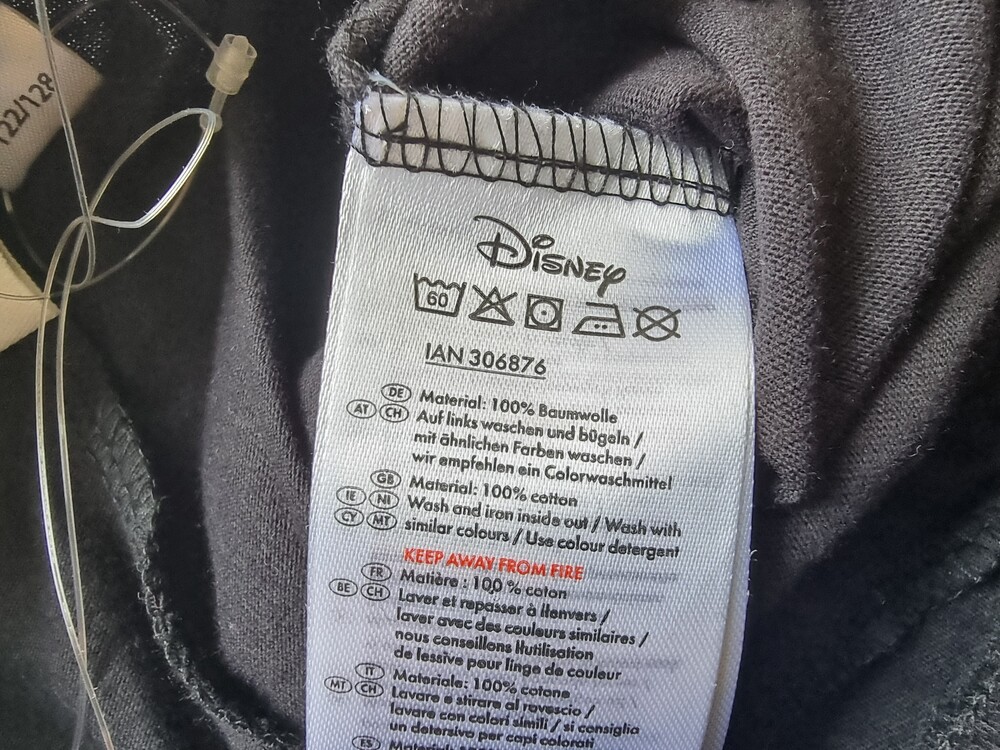 122/128
Disney
60
IAN 306876
DE Material: 100% Baumwolle
AT CH Auf links waschen und bügeln /
mit ähnlichen Farben waschen /
wir empfehlen ein Colorwaschmittel
GB Material: 100% cotton
IE NI Wash and iron inside out / Wash with
CY MT similar colours / Use colour detergent
KEEP AWAY FROM FIRE
FR Matière : 100 % coton
BE CH Laver et repasser à l'envers /
laver avec des couleurs similaires /
nous conseillons l'utilisation
de lessive pour linge de couleur
IT Materiale: 100% cotone
MT CH Lavare e stirare al rovescio /
lavare con colori simili / si consiglia
un detersivo per capi colorati
ES